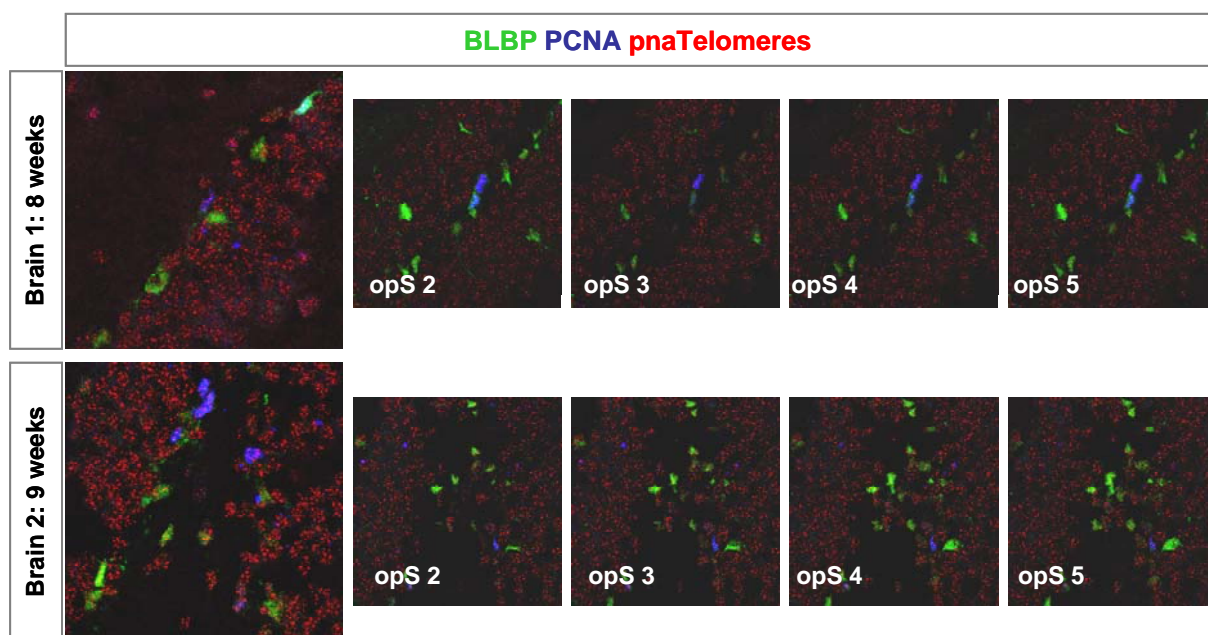 BLBP PCNA pnaTelomeres
Brain 1: 8 weeks
opS 2
opS 3
opS 4
opS 5
Brain 2: 9 weeks
opS 2
opS 3
opS 4
opS 5